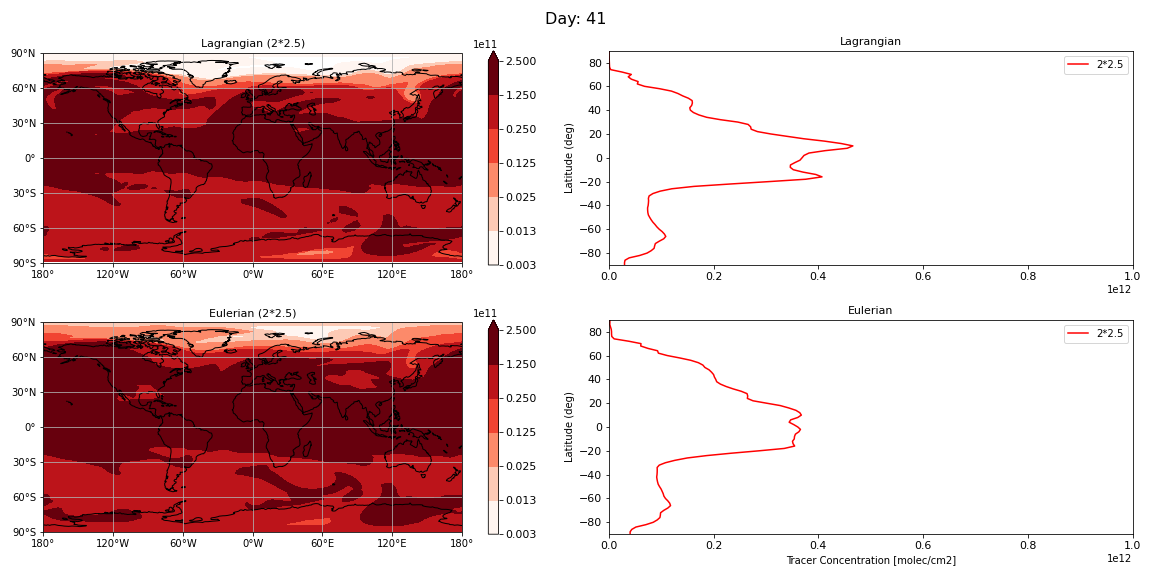 Day: 41
Lagrangian (2*2.5)
1e11
90°N
60°N
30°N
0°
30°S
60°S
90°S
180°
120°W
60°W
0°W
60°E
120°E
180°
2.500
1.250
0.250
0.125
0.025
0.013
0.003
Lagrangian
2*2.5
Latitude (deg)
80
60
40
20
0
−20
−40
−60
−80
0.0
0.2
0.4
0.6
0.8
1.0
1e12
Eulerian (2*2.5)
1e11
90°N
60°N
30°N
0°
30°S
60°S
90°S
180°
120°W
60°W
0°W
60°E
120°E
180°
2.500
1.250
0.250
0.125
0.025
0.013
0.003
Eulerian
2*2.5
Latitude (deg)
80
60
40
20
0
−20
−40
−60
−80
0.0
0.2
0.4
0.6
0.8
1.0
Tracer Concentration [molec/cm2]
1e12